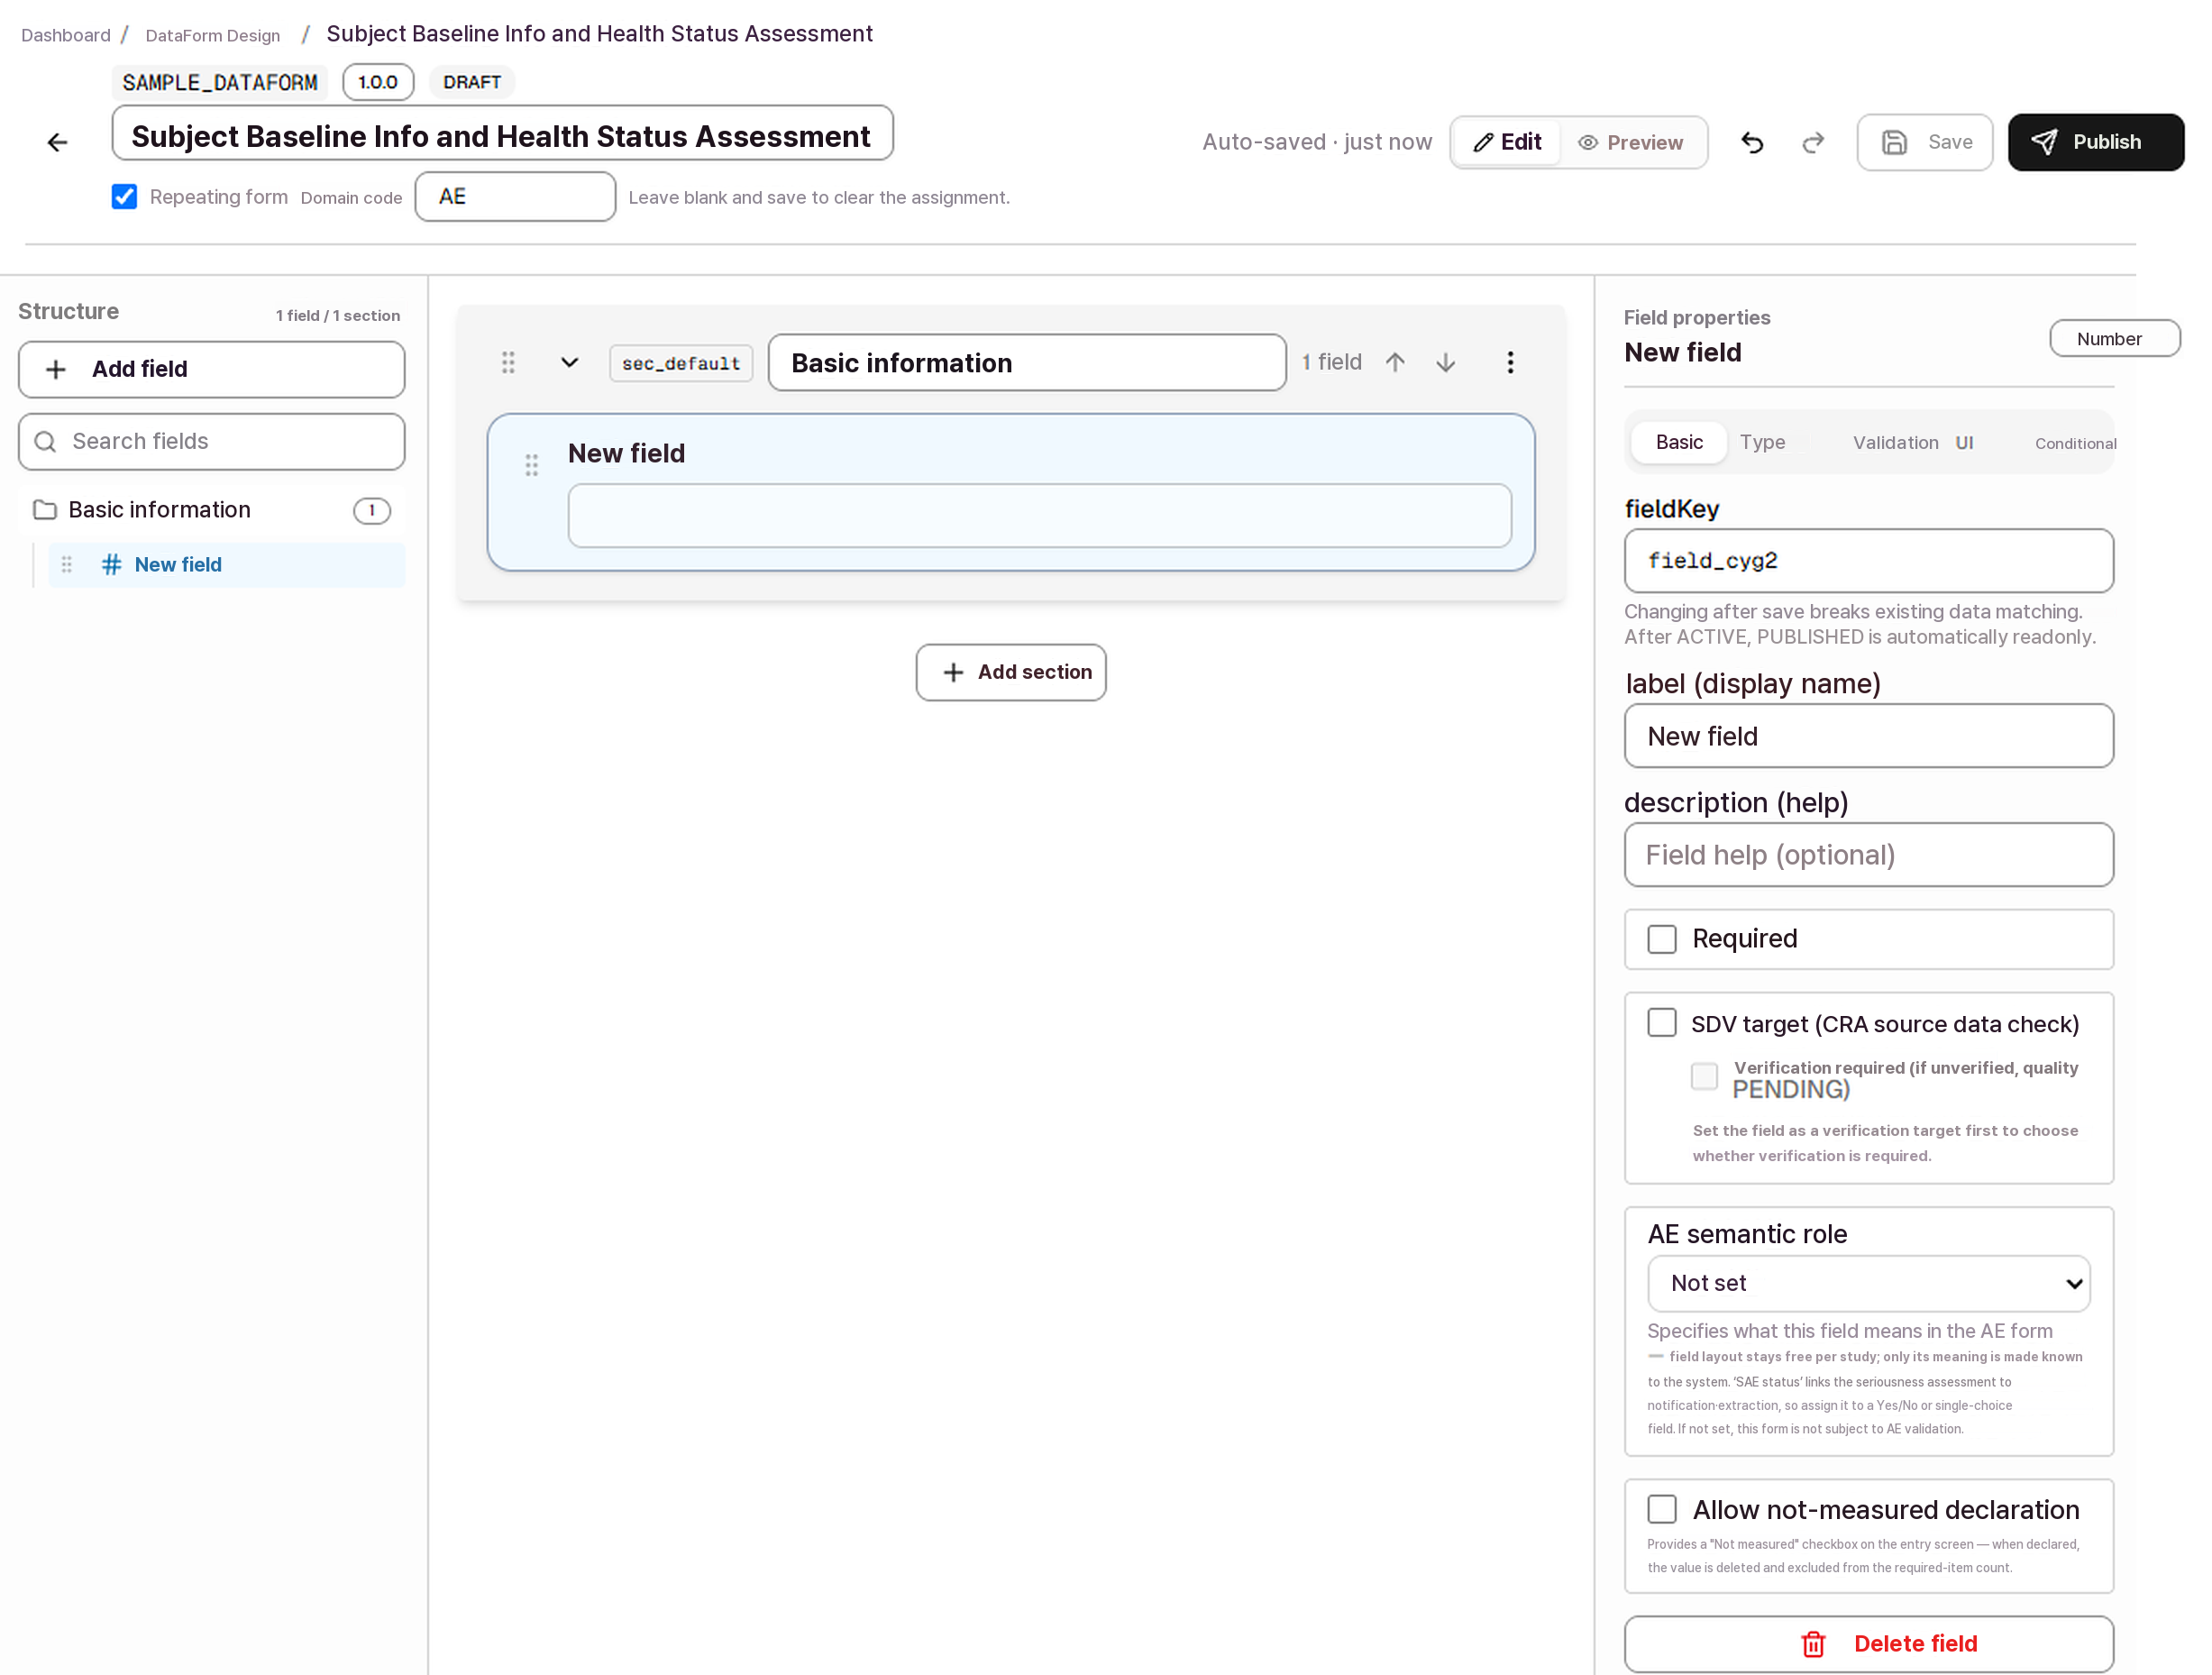 Dashboard / DataForm Design / Subject Baseline Info and Health Status Assessment
SAMPLE_DATAFORM 1.0.0 DRAFT
Subject Baseline Info and Health Status Assessment
Auto-saved · just now Edit Preview Save Publish
Repeating form Domain code AE Leave blank and save to clear the assignment.
Structure 1 field / 1 section
Add field
Search fields
Basic information 1
# New field
sec_default Basic information 1 field
New field
Add section
Field properties
New field Number
Basic Type Validation UI Conditional
fieldKey
field_cyg2
Changing after save breaks existing data matching.
After ACTIVE, PUBLISHED is automatically readonly.
label (display name)
New field
description (help)
Field help (optional)
Required
SDV target (CRA source data check)
Verification required (if unverified, quality
PENDING)
Set the field as a verification target first to choose
whether verification is required.
AE semantic role
Not set
Specifies what this field means in the AE form
— field layout stays free per study; only its meaning is made known
to the system. ‘SAE status’ links the seriousness assessment to
notification·extraction, so assign it to a Yes/No or single-choice
field. If not set, this form is not subject to AE validation.
Allow not-measured declaration
Provides a "Not measured" checkbox on the entry screen — when declared,
the value is deleted and excluded from the required-item count.
Delete field